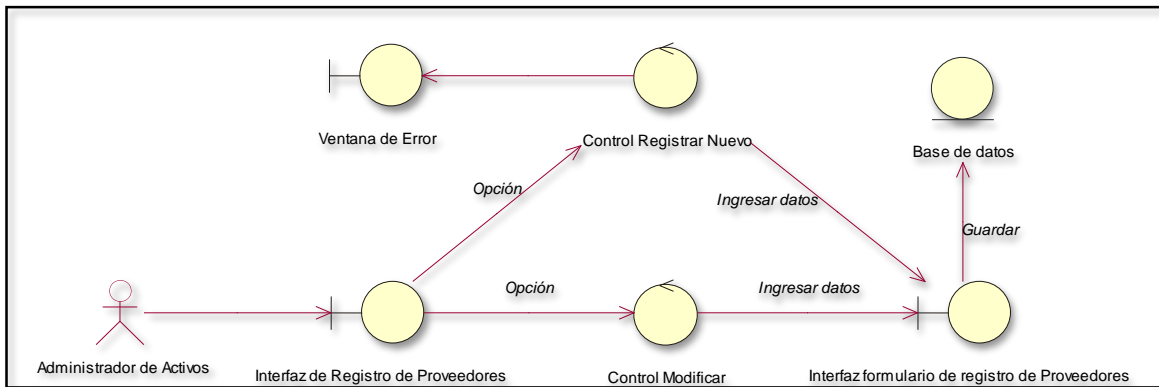 Ventana de Error
Control Registrar Nuevo
Base de datos
Opción
Ingresar datos
Guardar
Opción
Ingresar datos
Administrador de Activos
Interfaz de Registro de Proveedores
Control Modificar
Interfaz formulario de registro de Proveedores